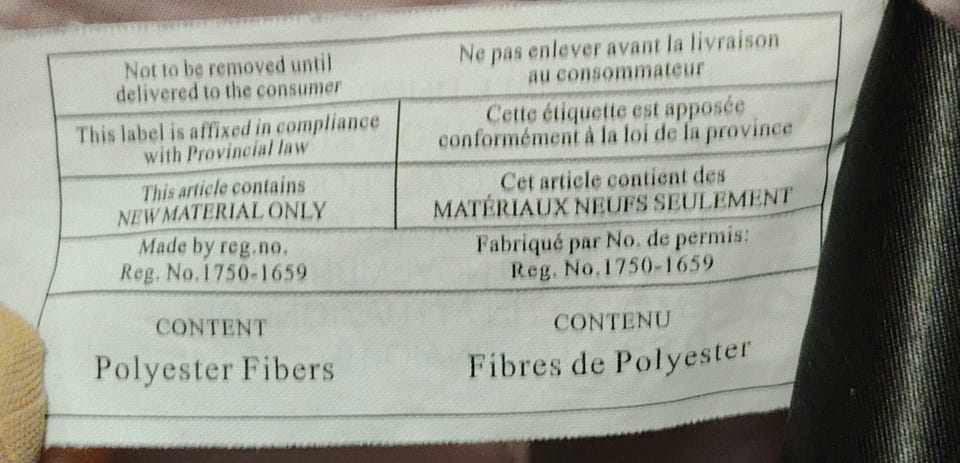 Not to be removed until
delivered to the consumer
Ne pas enlever avant la livraison
au consommateur
This label is affixed in compliance
with Provincial law
Cette étiquette est apposée
conformément à la loi de la province
This article contains
NEW MATERIAL ONLY
Cet article contient des
MATÉRIAUX NEUFS SEULEMENT
Made by reg.no.
Reg. No.1750-1659
Fabriqué par No. de permis:
Reg. No.1750-1659
CONTENT
Polyester Fibers
CONTENU
Fibres de Polyester